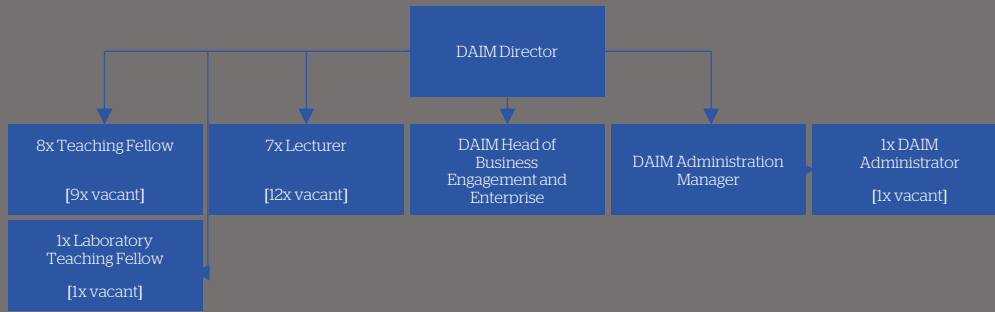 DAIM Director
8x Teaching Fellow
[9x vacant]
7x Lecturer
[12x vacant]
DAIM Head of
Business
Engagement and
Enterprise
DAIM Administration
Manager
1x DAIM
Administrator
[1x vacant]
1x Laboratory
Teaching Fellow
[1x vacant]